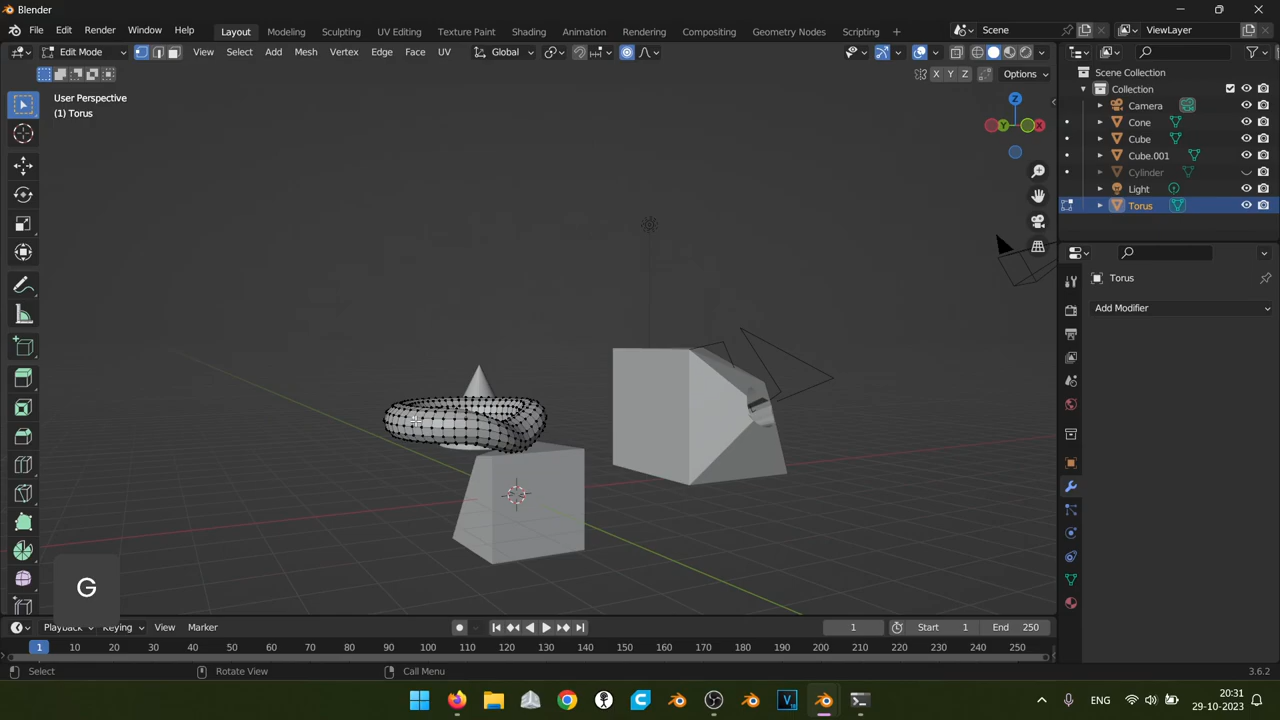 Blender
File Edit Render Window Help
Layout Modeling Sculpting UV Editing Texture Paint Shading Animation Rendering Compositing Geometry Nodes Scripting +
Scene
ViewLayer
Edit Mode View Select Add Mesh Vertex Edge Face UV Global
X Y Z Options
User Perspective
(1) Torus
Z
Y
X
Scene Collection
Collection
Camera
Cone
Cube
Cube.001
Cylinder
Light
Torus
Torus
Add Modifier
G
Playback Keying View Marker 1 Start 1 End 250
1 10 20 30 40 50 60 70 80 90 100 110 120 130 140 150 160 170 180 190 200 210 220 230 240 250
Select Rotate View Call Menu 3.6.2
ENG 20:31
29-10-2023